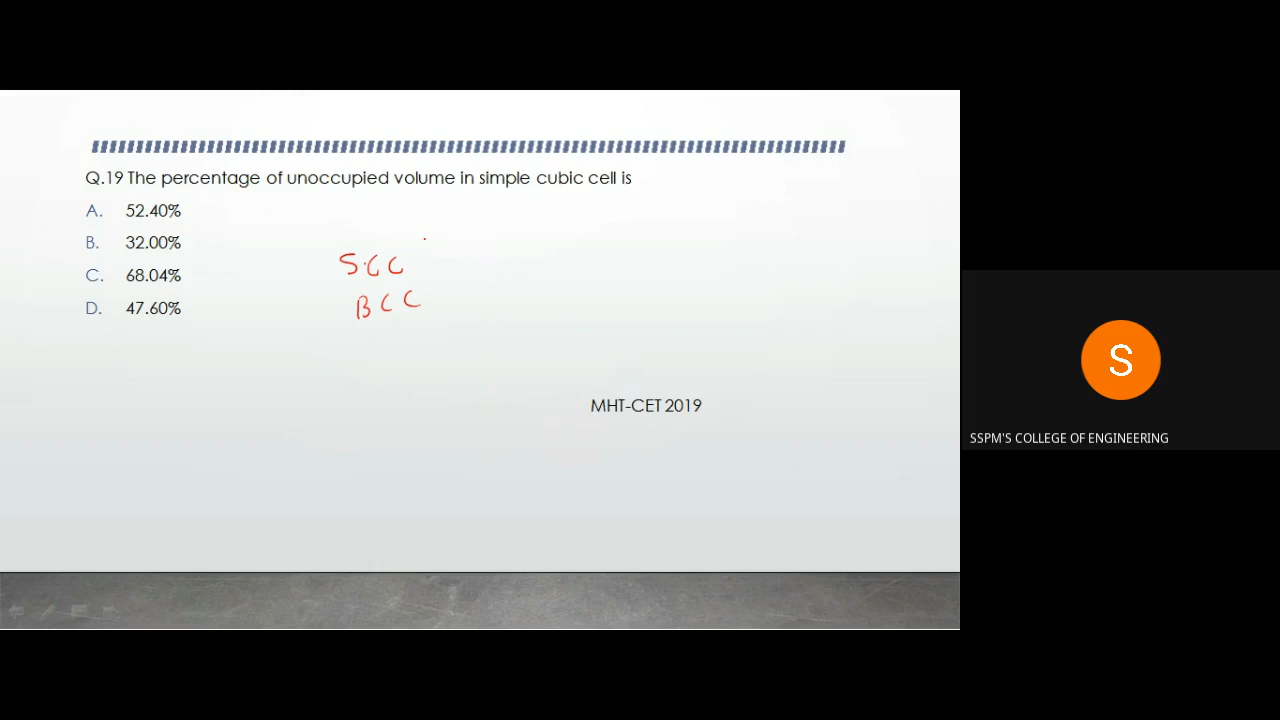 Q.19 The percentage of unoccupied volume in simple cubic cell is
A. 52.40%
B. 32.00%
C. 68.04%
D. 47.60%
S.C C
B C C
MHT-CET 2019
S
SSPM'S COLLEGE OF ENGINEERING